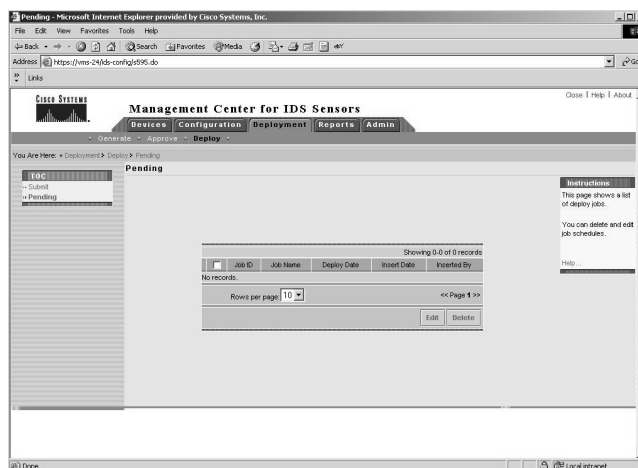 Pending - Microsoft Internet Explorer provided by Cisco Systems, Inc.
File Edit View Favorites Tools Help
Back Search Favorites Media
Address https://vms-24/ids-config/s595.do Go
Links
Close | Help | About
CISCO SYSTEMS
Management Center for IDS Sensors
Devices Configuration Deployment Reports Admin
Generate Approve Deploy
You Are Here: Deployment > Deploy > Pending
TOC
Submit
Pending
Pending
Instructions
This page shows a list of deploy jobs.
You can delete and edit job schedules.
Help...
Showing 0-0 of 0 records
Job ID Job Name Deploy Date Insert Date Inserted By
No records.
Rows per page: 10 << Page 1 >>
Edit Delete
Done Local intranet